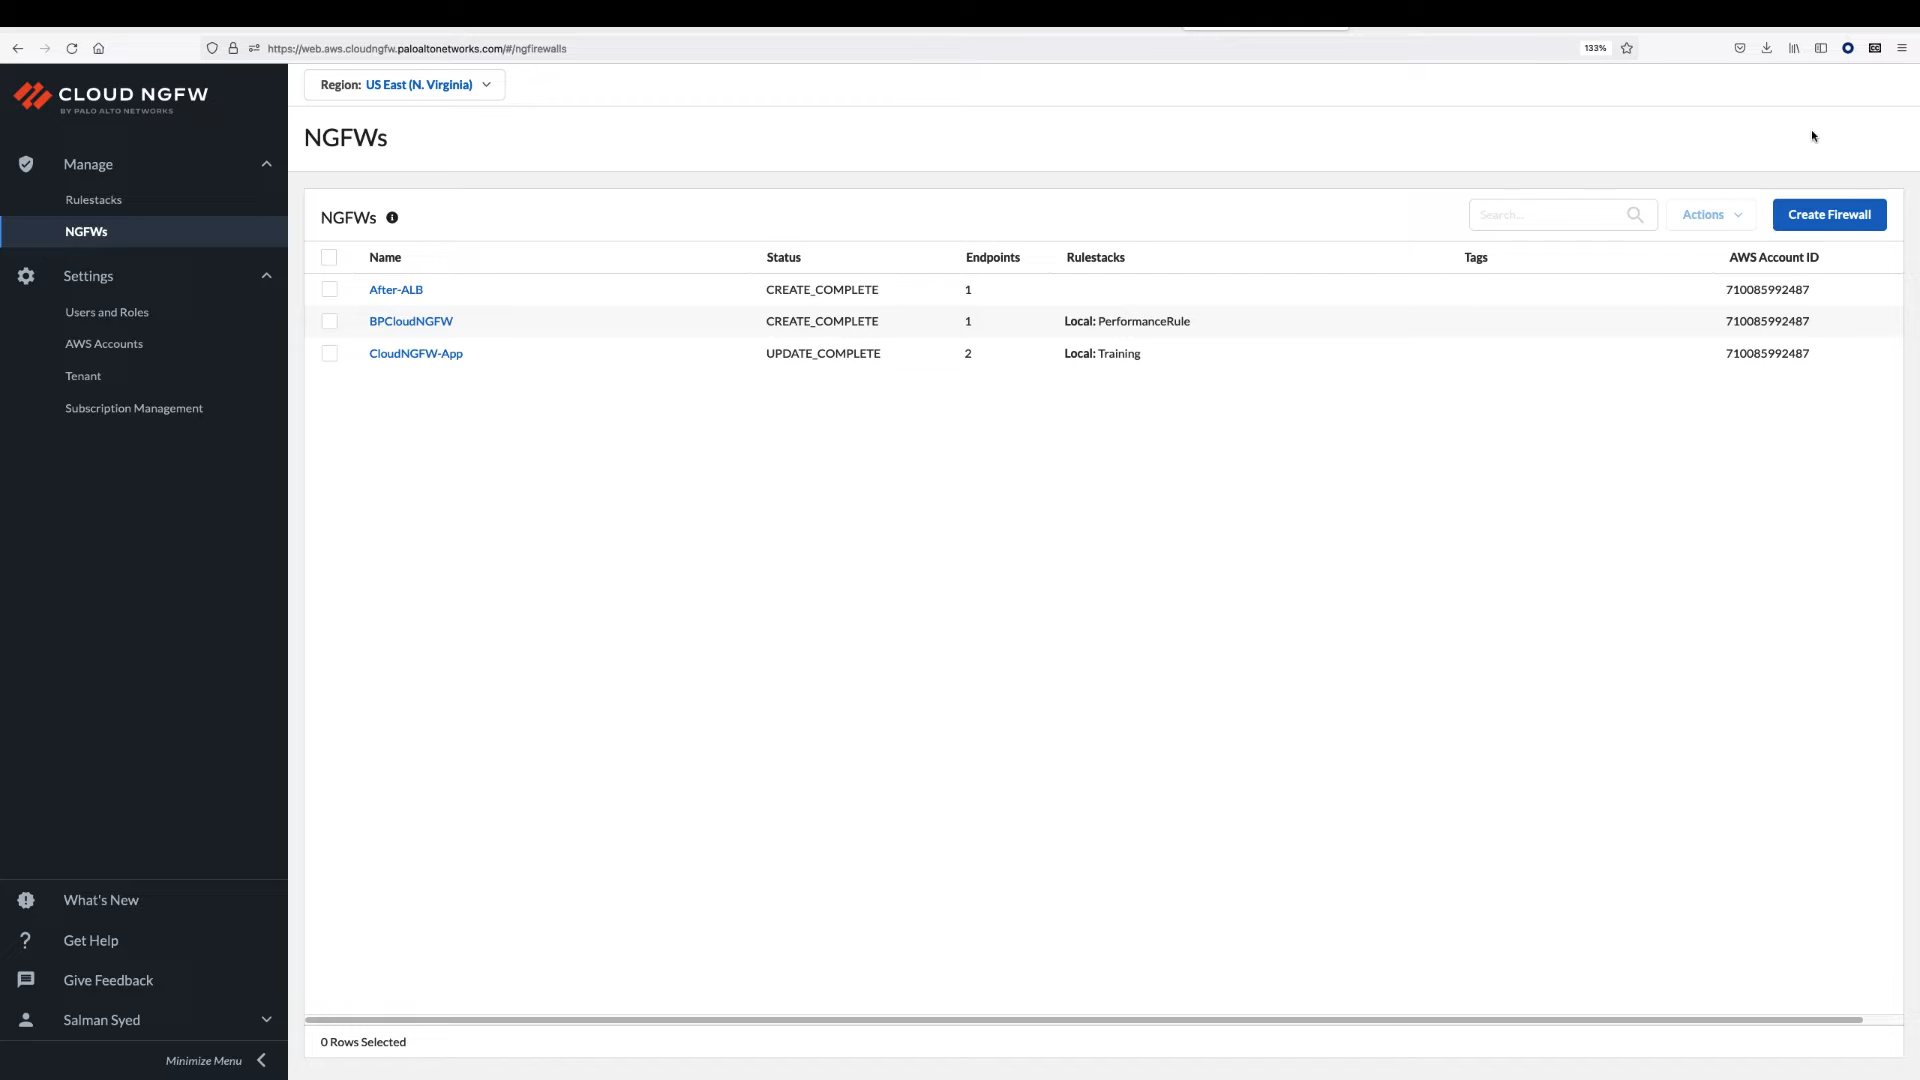 https://web.aws.cloudngfw.paloaltonetworks.com/#/ngfirewalls
133%
CLOUD NGFW
BY PALO ALTO NETWORKS
Region: US East (N. Virginia)
NGFWs
Manage
Rulestacks
NGFWs
Settings
Users and Roles
AWS Accounts
Tenant
Subscription Management
NGFWs
Search...
Actions
Create Firewall
Name Status Endpoints Rulestacks Tags AWS Account ID
After-ALB CREATE_COMPLETE 1 710085992487
BPCloudNGFW CREATE_COMPLETE 1 Local: PerformanceRule 710085992487
CloudNGFW-App UPDATE_COMPLETE 2 Local: Training 710085992487
What's New
Get Help
Give Feedback
Salman Syed
Minimize Menu
0 Rows Selected